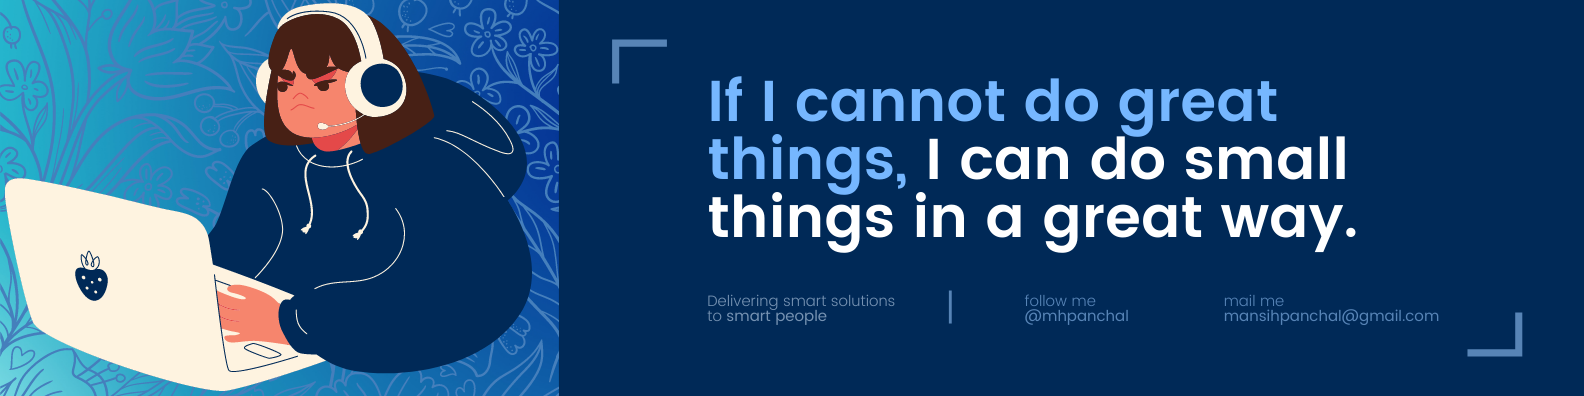 If I cannot do great
things, I can do small
things in a great way.
Delivering smart solutions
to smart people
follow me
@mhpanchal
mail me
mansihpanchal@gmail.com